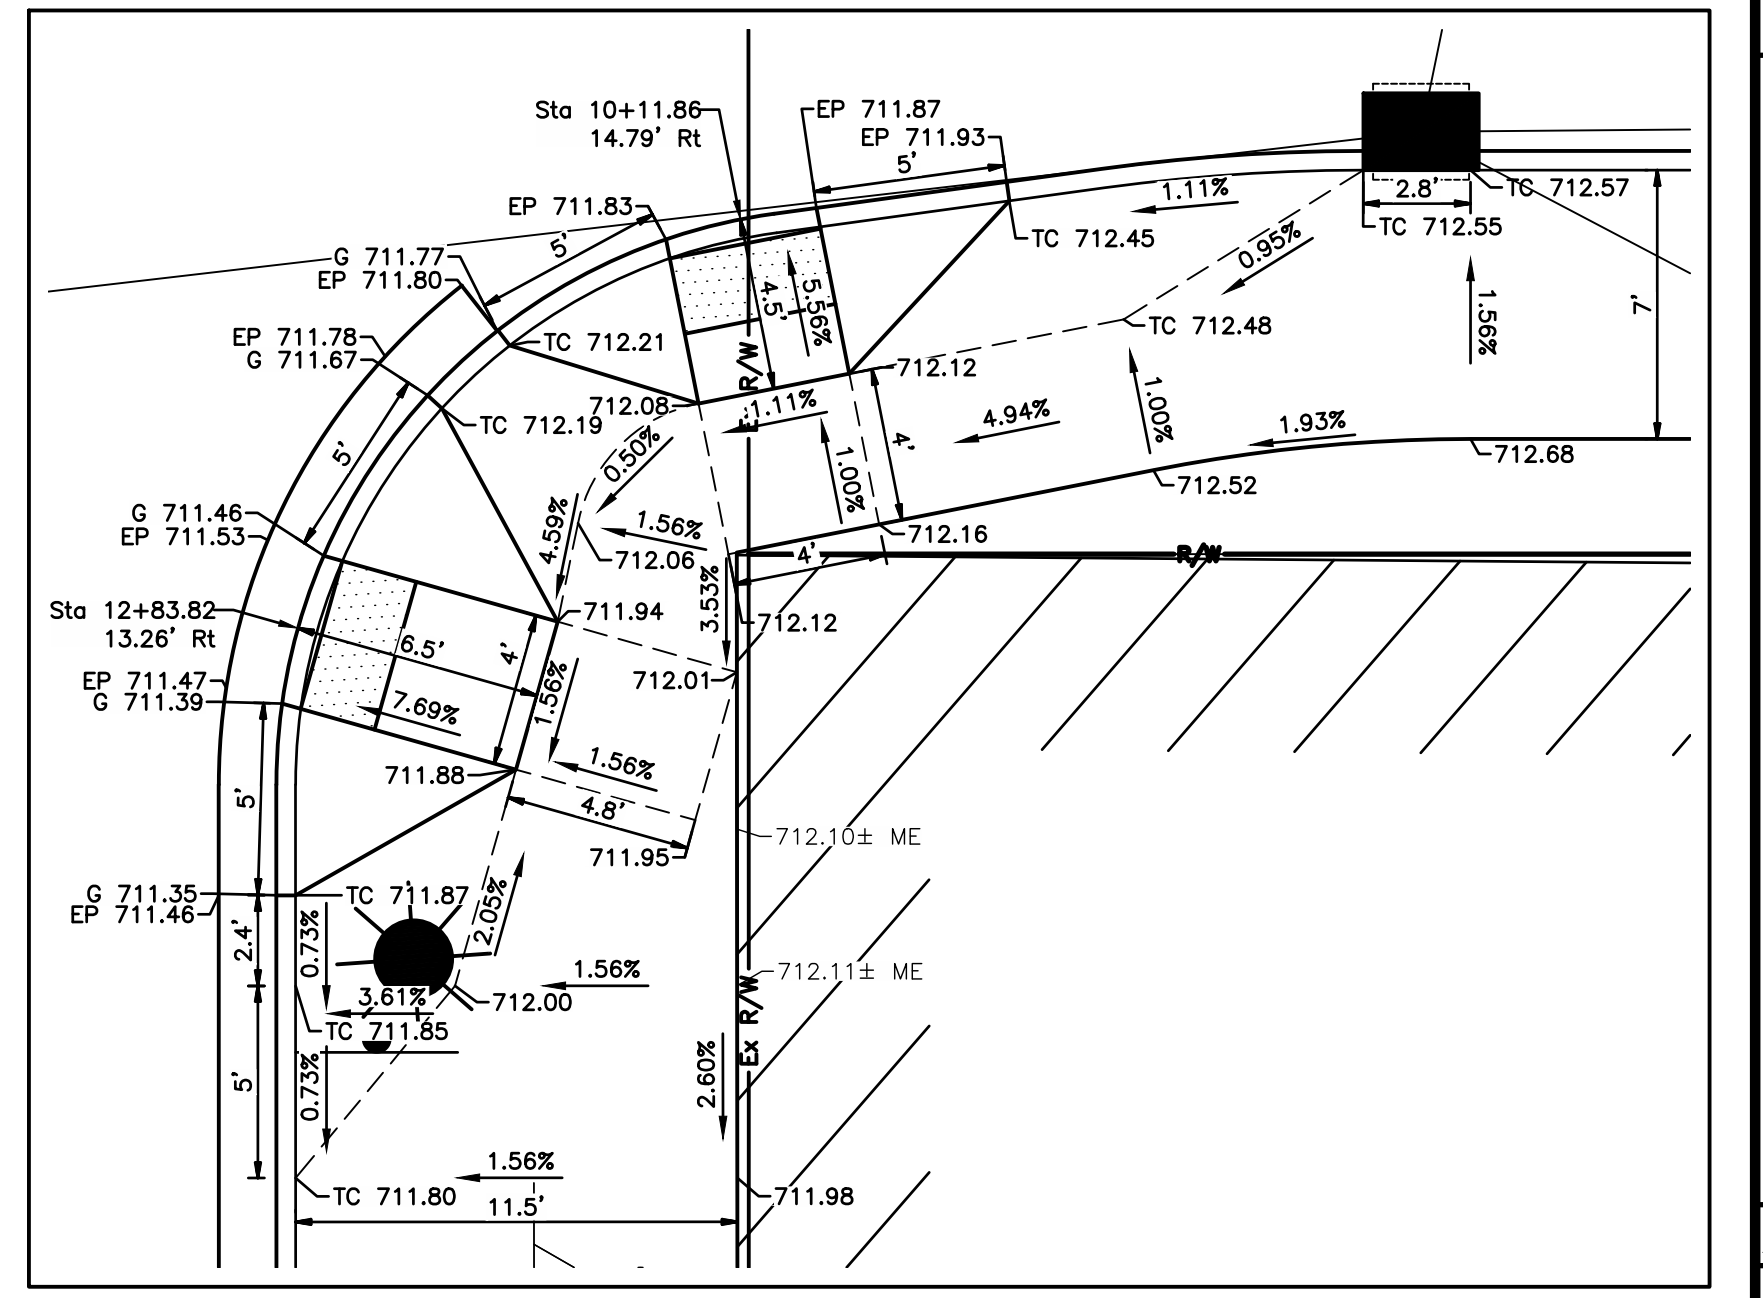 Sta 10+11.86
14.79' Rt
EP 711.87
EP 711.93
5'
EP 711.83
5'
G 711.77
EP 711.80
1.11%
2.8'
TC 712.57
TC 712.55
TC 712.45
0.95%
4.5'
5.56%
EP 711.78
G 711.67
TC 712.21
TC 712.48
1.56%
7'
R/W
712.12
712.08
1.11%
TC 712.19
0.50%
4.94%
1.00%
1.93%
712.68
5'
4'
1.00%
712.52
G 711.46
EP 711.53
4.59%
1.56%
712.16
712.06
4'
R/W
3.53%
Sta 12+83.82
13.26' Rt
711.94
712.12
6.5'
4'
1.56%
712.01
EP 711.47
G 711.39
7.69%
711.88
1.56%
4.8'
5'
712.10± ME
711.95
G 711.35
EP 711.46
TC 711.87
2.05%
2.4'
0.73%
1.56%
712.11± ME
3.61%
712.00
TC 711.85
Ex R/W
5'
0.73%
2.60%
1.56%
TC 711.80
711.98
11.5'